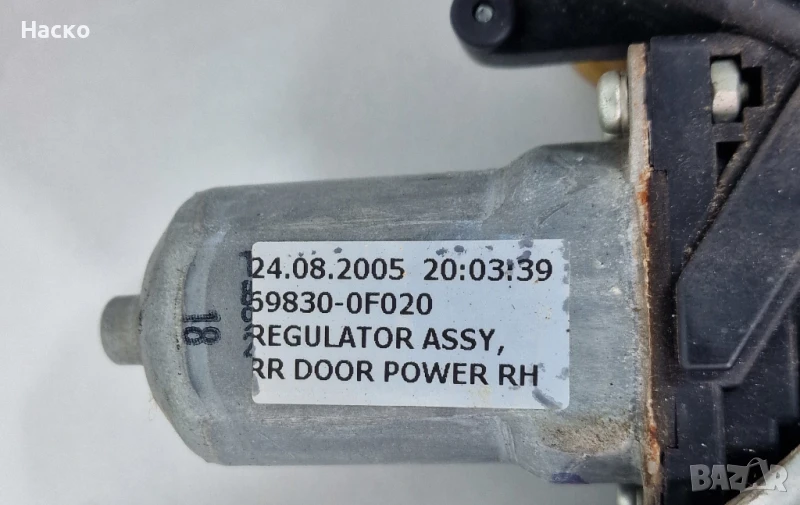 Наско
24.08.2005 20:03:39
69830-0F020
REGULATOR ASSY,
RR DOOR POWER RH
18
BAZAR